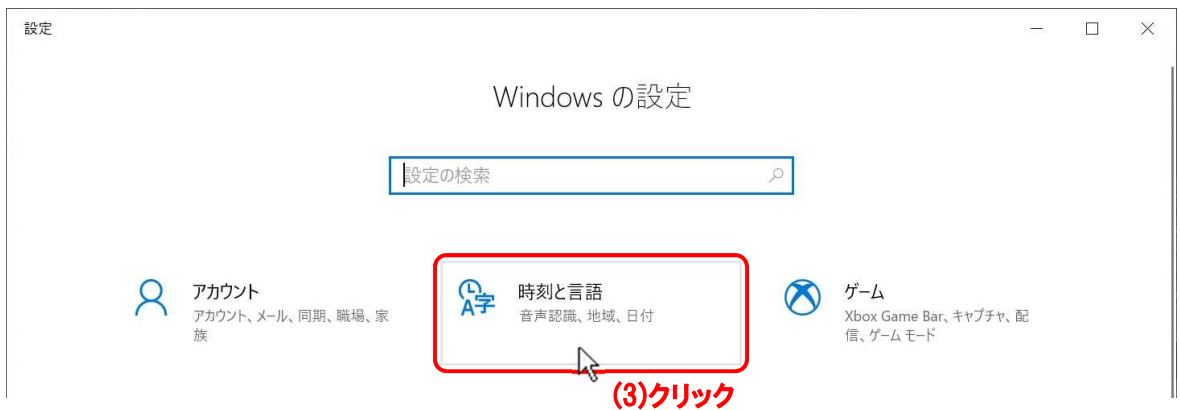 設定
Windows の設定
設定の検索
アカウント
アカウント、メール、同期、職場、家
族
時刻と言語
音声認識、地域、日付
ゲーム
Xbox Game Bar、キャプチャ、配
信、ゲーム モード
(3)クリック